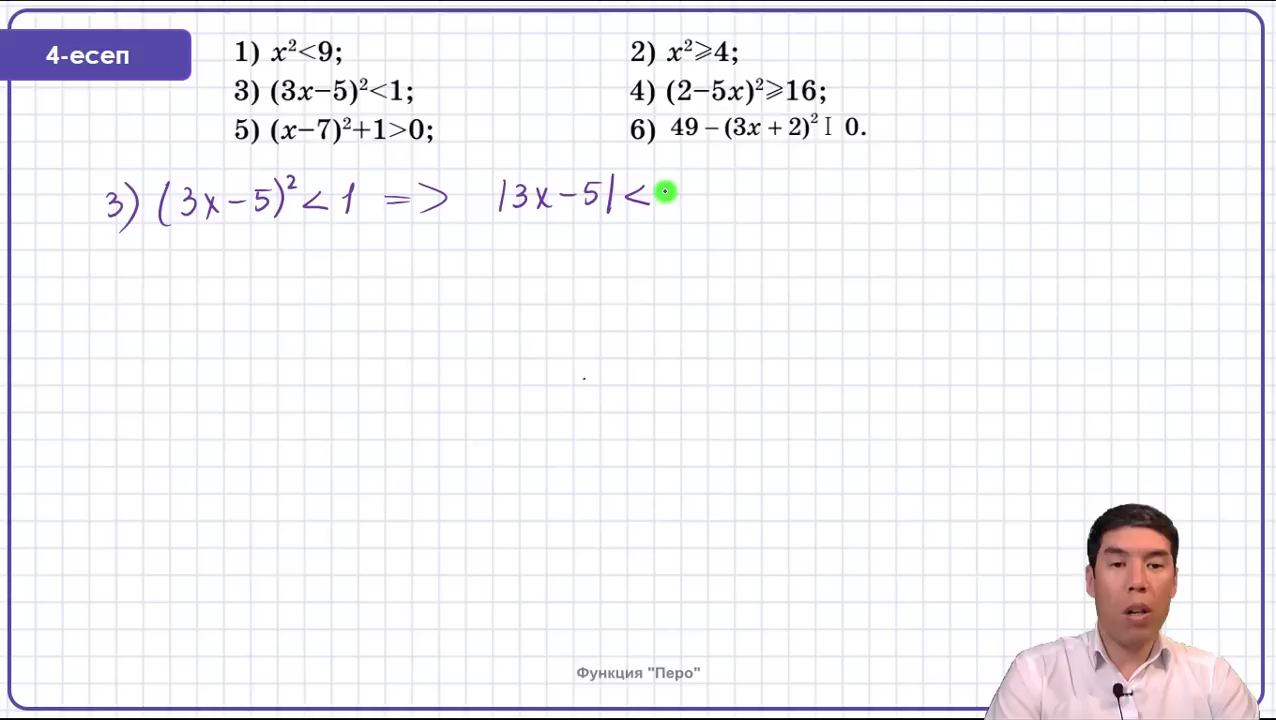 4-есеп
1) x²<9; 2) x²⩾4;
3) (3x−5)²<1; 4) (2−5x)²⩾16;
5) (x−7)²+1>0; 6) 49 − (3x + 2)² I 0.
3) (3x−5)² < 1 => |3x−5| <
Функция "Перо"